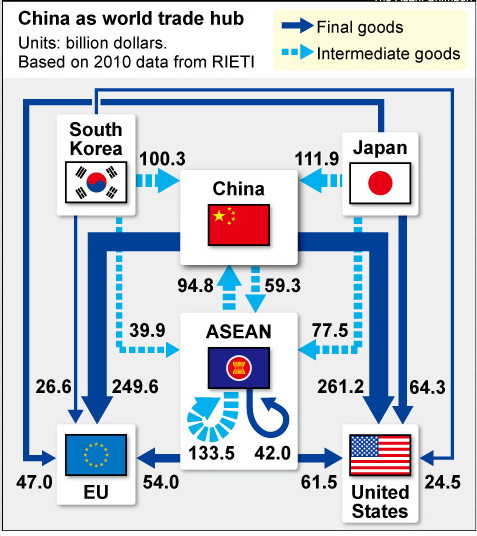 China as world trade hub
Units: billion dollars.
Based on 2010 data from RIETI
Final goods
Intermediate goods
South
Korea
Japan
100.3
111.9
China
94.8
59.3
ASEAN
39.9
77.5
26.6
249.6
261.2
64.3
133.5
42.0
47.0
EU
54.0
61.5
United
States
24.5